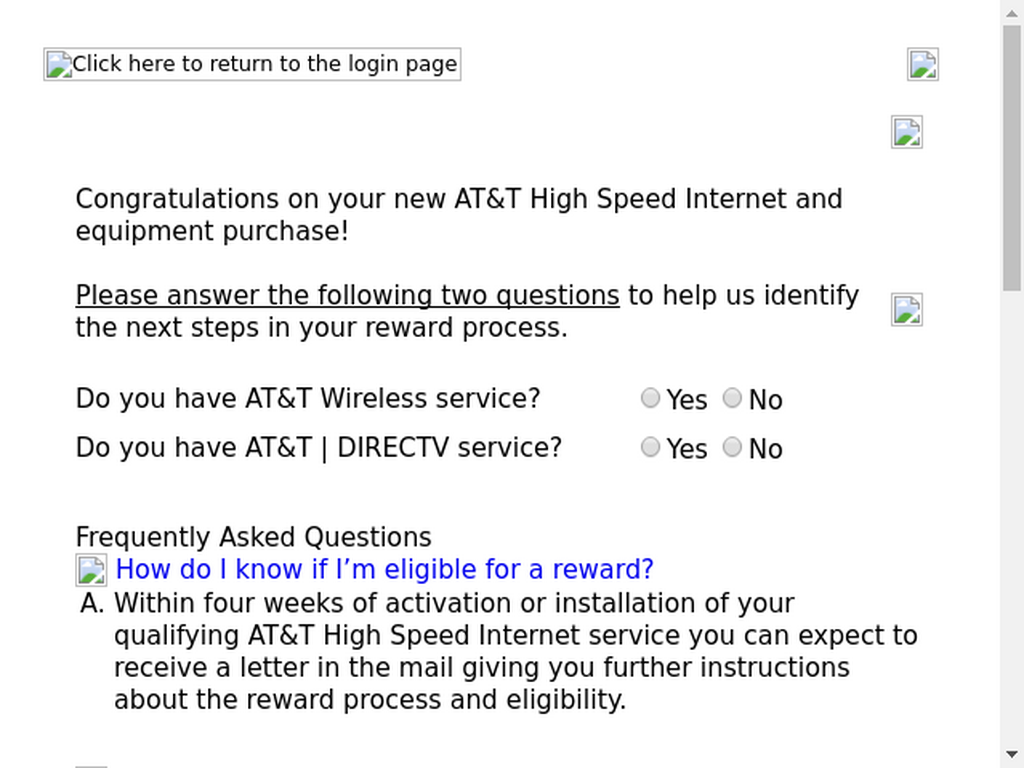 Click here to return to the login page
Congratulations on your new AT&T High Speed Internet and
equipment purchase!
Please answer the following two questions to help us identify
the next steps in your reward process.
Do you have AT&T Wireless service? Yes No
Do you have AT&T | DIRECTV service? Yes No
Frequently Asked Questions
How do I know if I’m eligible for a reward?
A. Within four weeks of activation or installation of your
qualifying AT&T High Speed Internet service you can expect to
receive a letter in the mail giving you further instructions
about the reward process and eligibility.